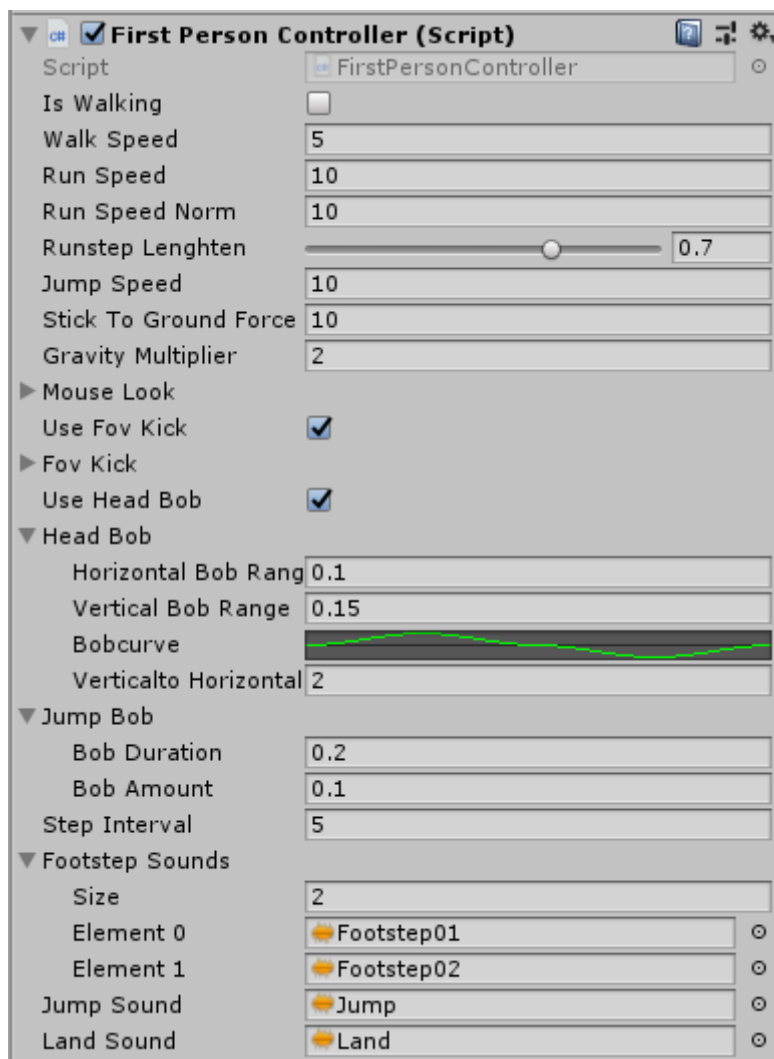 First Person Controller (Script)
Script FirstPersonController
Is Walking
Walk Speed 5
Run Speed 10
Run Speed Norm 10
Runstep Lenghten 0.7
Jump Speed 10
Stick To Ground Force 10
Gravity Multiplier 2
Mouse Look
Use Fov Kick
Fov Kick
Use Head Bob
Head Bob
Horizontal Bob Rang 0.1
Vertical Bob Range 0.15
Bobcurve
Verticalto Horizontal 2
Jump Bob
Bob Duration 0.2
Bob Amount 0.1
Step Interval 5
Footstep Sounds
Size 2
Element 0 Footstep01
Element 1 Footstep02
Jump Sound Jump
Land Sound Land